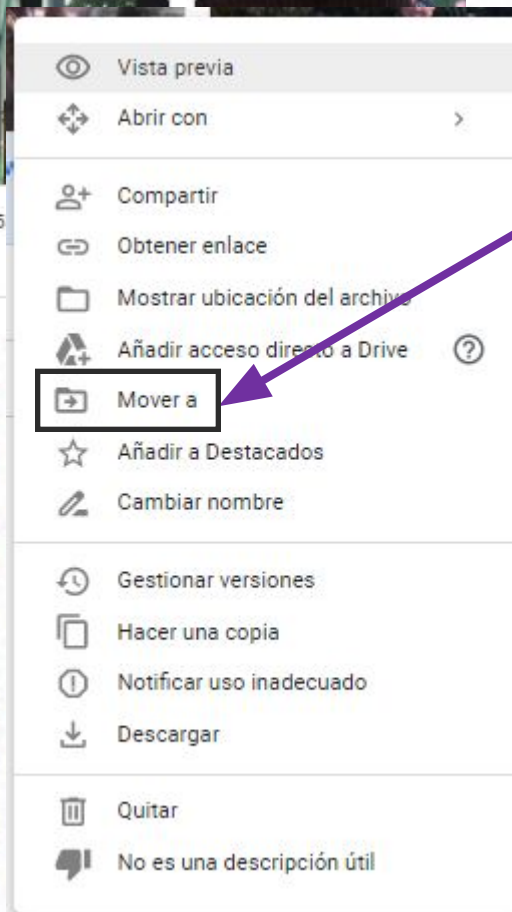 Vista previa
Abrir con
Compartir
Obtener enlace
Mostrar ubicación del archivo
Añadir acceso directo a Drive
Mover a
Añadir a Destacados
Cambiar nombre
Gestionar versiones
Hacer una copia
Notificar uso inadecuado
Descargar
Quitar
No es una descripción útil